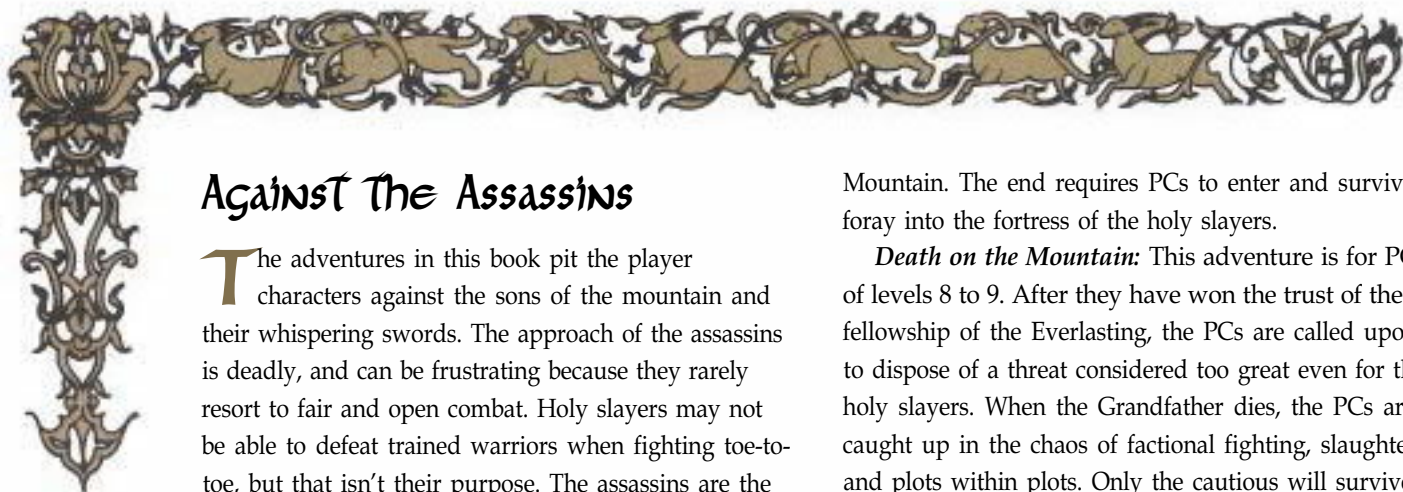 Against The Assassins
The adventures in this book pit the player
characters against the sons of the mountain and
their whispering swords. The approach of the assassins
is deadly, and can be frustrating because they rarely
resort to fair and open combat. Holy slayers may not
be able to defeat trained warriors when fighting toe-to-
toe, but that isn't their purpose. The assassins are the
Mountain. The end requires PCs to enter and
foray into the fortress of the holy slayers.
Death on the Mountain: This adventure is for
of levels 8 to 9. After they have won the trust of the
fellowship of the Everlasting, the PCs are called
to dispose of a threat considered too great even for
holy slayers. When the Grandfather dies, the PCs
caught up in the chaos of factional fighting,
and plots within plots. Only the cautious will